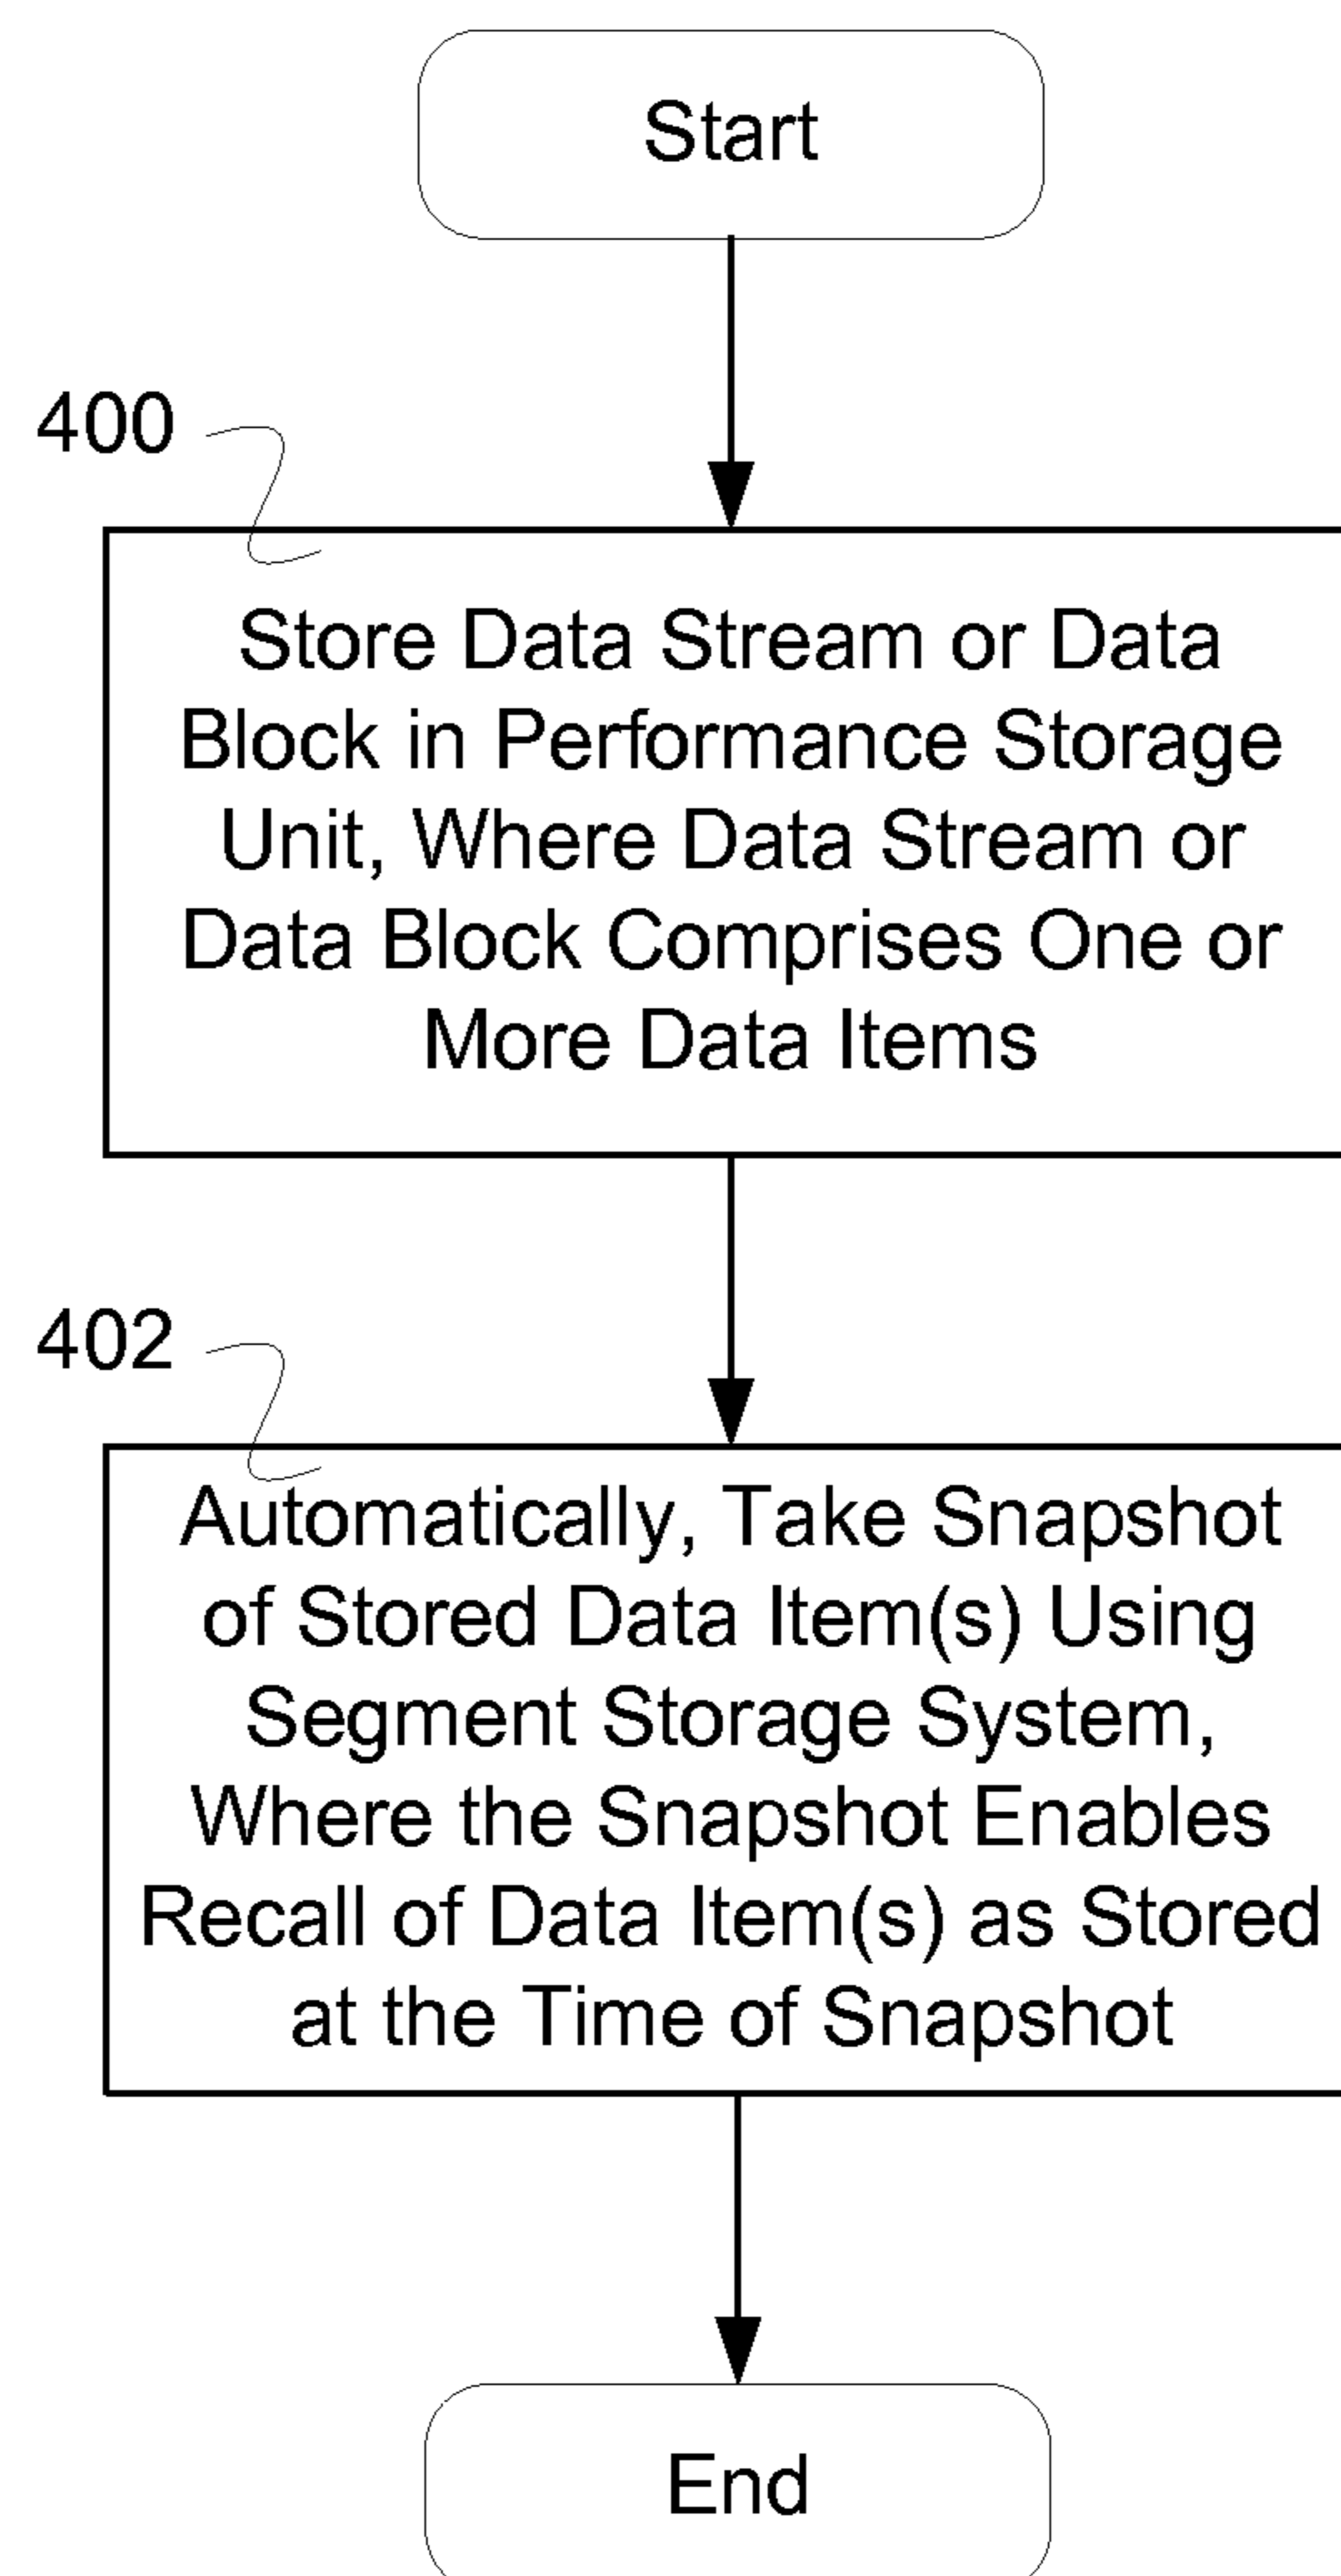 Start
400
Store Data Stream or Data
Block in Performance Storage
Unit, Where Data Stream or
Data Block Comprises One or
More Data Items
402
Automatically, Take Snapshot
of Stored Data Item(s) Using
Segment Storage System,
Where the Snapshot Enables
Recall of Data Item(s) as Stored
at the Time of Snapshot
End